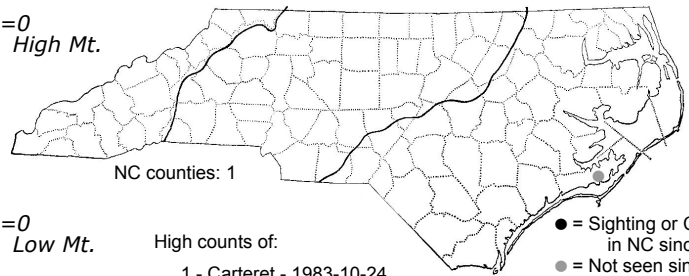 =0
High Mt.
NC counties: 1
=0
Low Mt.
High counts of:
1 - Carteret - 1983-10-24
● = Sighting or
in NC sinc
● = Not seen sin